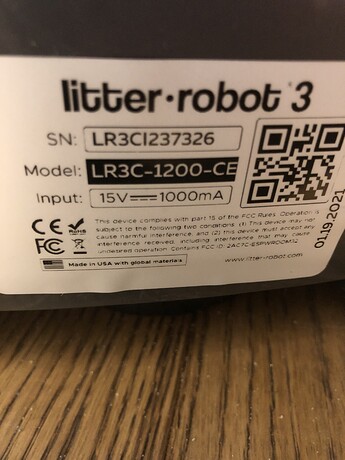 litter-robot 3
SN: LR3CI237326
Model: LR3C-1200-CE
Input: 15V⎓1000mA
CE RoHS
FC
This device complies with part 15 of the FCC Rules. Operation is
subject to the following two conditions: (1) This device may not
cause harmful interference, and (2) this device must accept any
interference received, including interference that may cause
undesired operation. Contains FCC ID: 2AC7Z-ESPWROOM32
Made in USA with global materials
www.litter-robot.com
01.19.2021